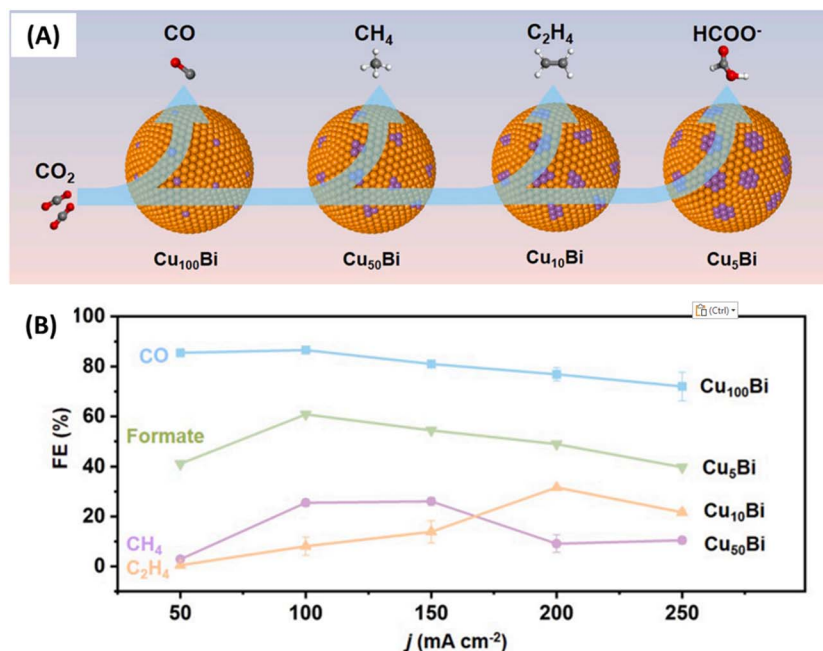 (A)
CO
CH₄
C₂H₄
HCOO⁻
CO₂
Cu₁₀₀Bi
Cu₅₀Bi
Cu₁₀Bi
Cu₅Bi
(B)
(Ctrl)
100
80
60
40
20
0
FE (%)
CO
Formate
CH₄
C₂H₄
Cu₁₀₀Bi
Cu₅Bi
Cu₁₀Bi
Cu₅₀Bi
50
100
150
200
250
j (mA cm⁻²)